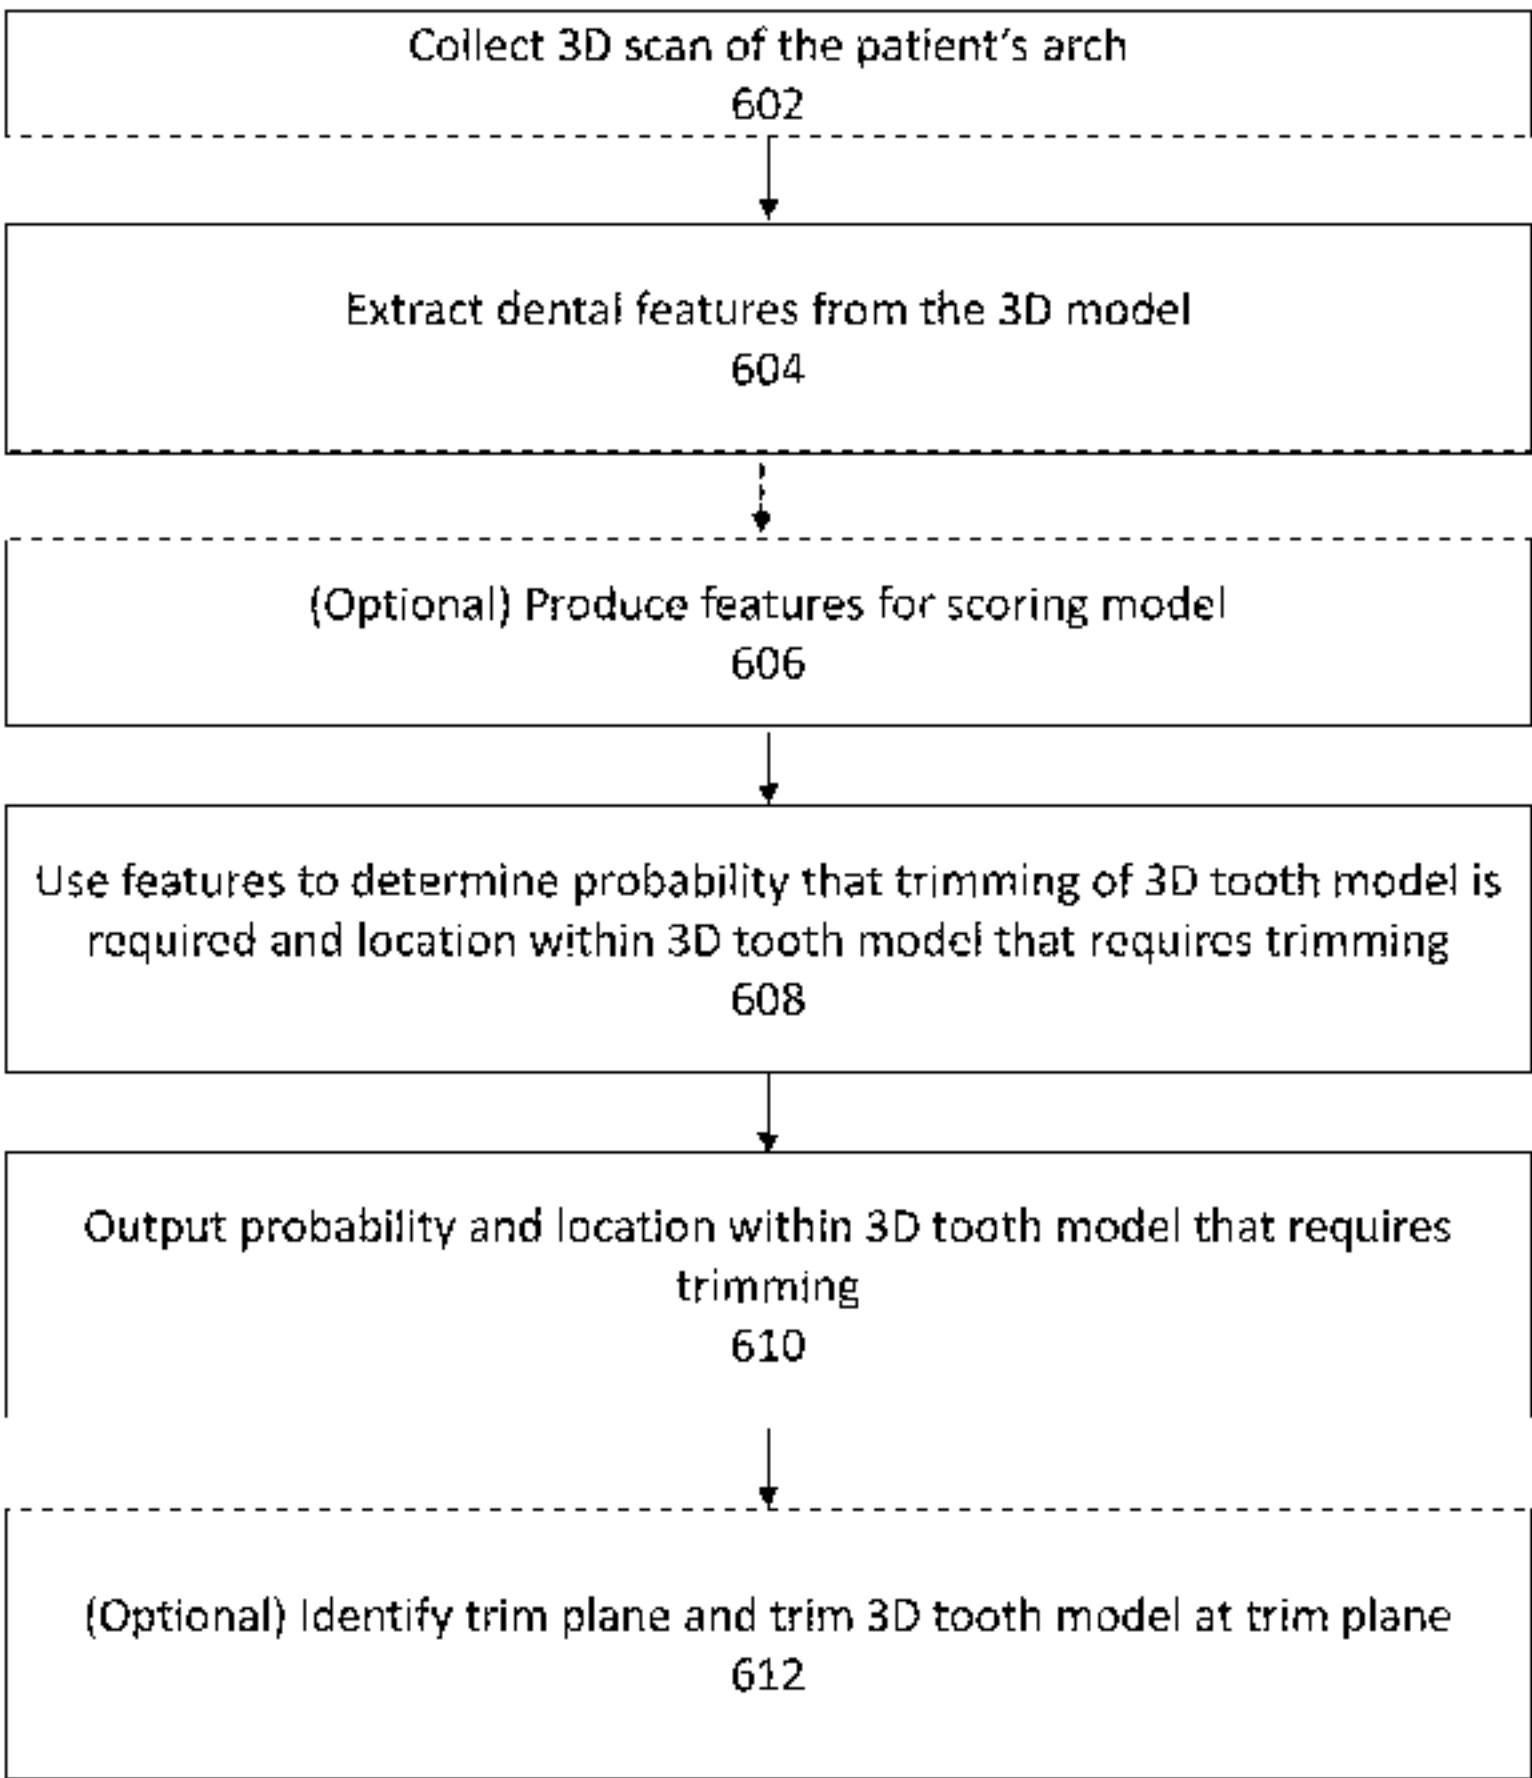 Collect 3D scan of the patient's arch
602
Extract dental features from the 3D model
604
(Optional) Produce features for scoring model
606
Use features to determine probability that trimming of 3D tooth model is
required and location within 3D tooth model that requires trimming
608
Output probability and location within 3D tooth model that requires
trimming
610
(Optional) Identify trim plane and trim 3D tooth model at trim plane
612